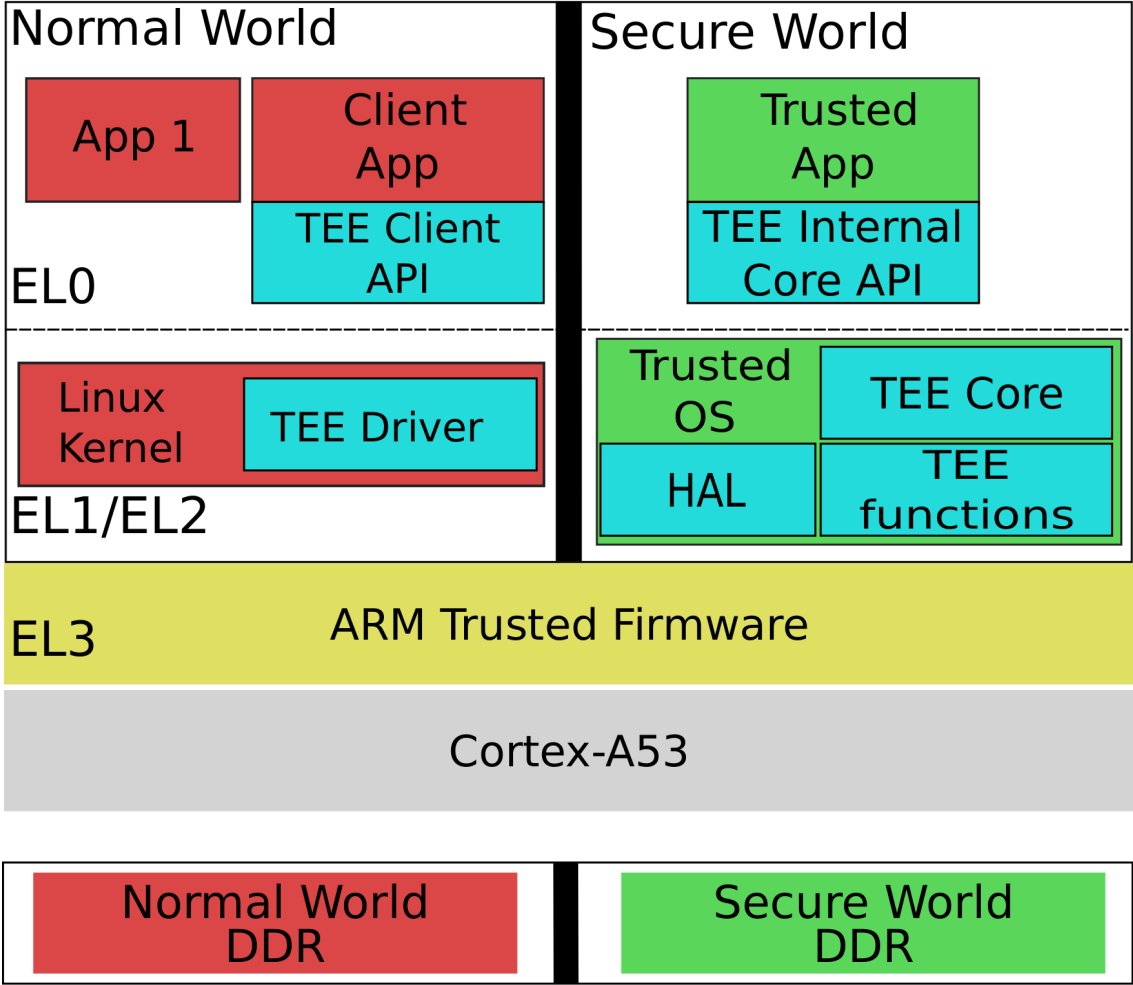 Normal World
App 1
Client
App
TEE Client
API
EL0
Linux
Kernel
TEE Driver
EL1/EL2
Secure World
Trusted
App
TEE Internal
Core API
Trusted
OS
TEE Core
HAL
TEE
functions
EL3
ARM Trusted Firmware
Cortex-A53
Normal World
DDR
Secure World
DDR